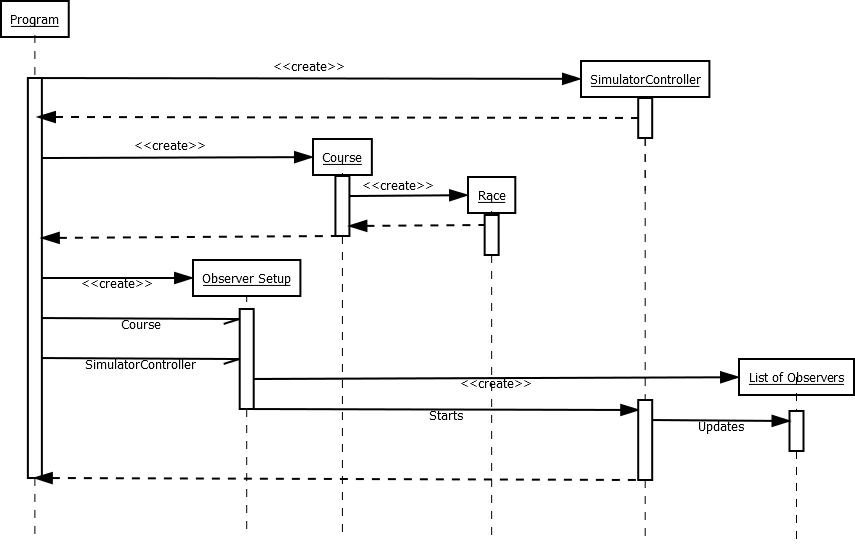 Program
<<create>>
SimulatorController
<<create>>
Course
<<create>>
Race
Observer Setup
<<create>>
Course
SimulatorController
<<create>>
List of Observers
Starts
Updates